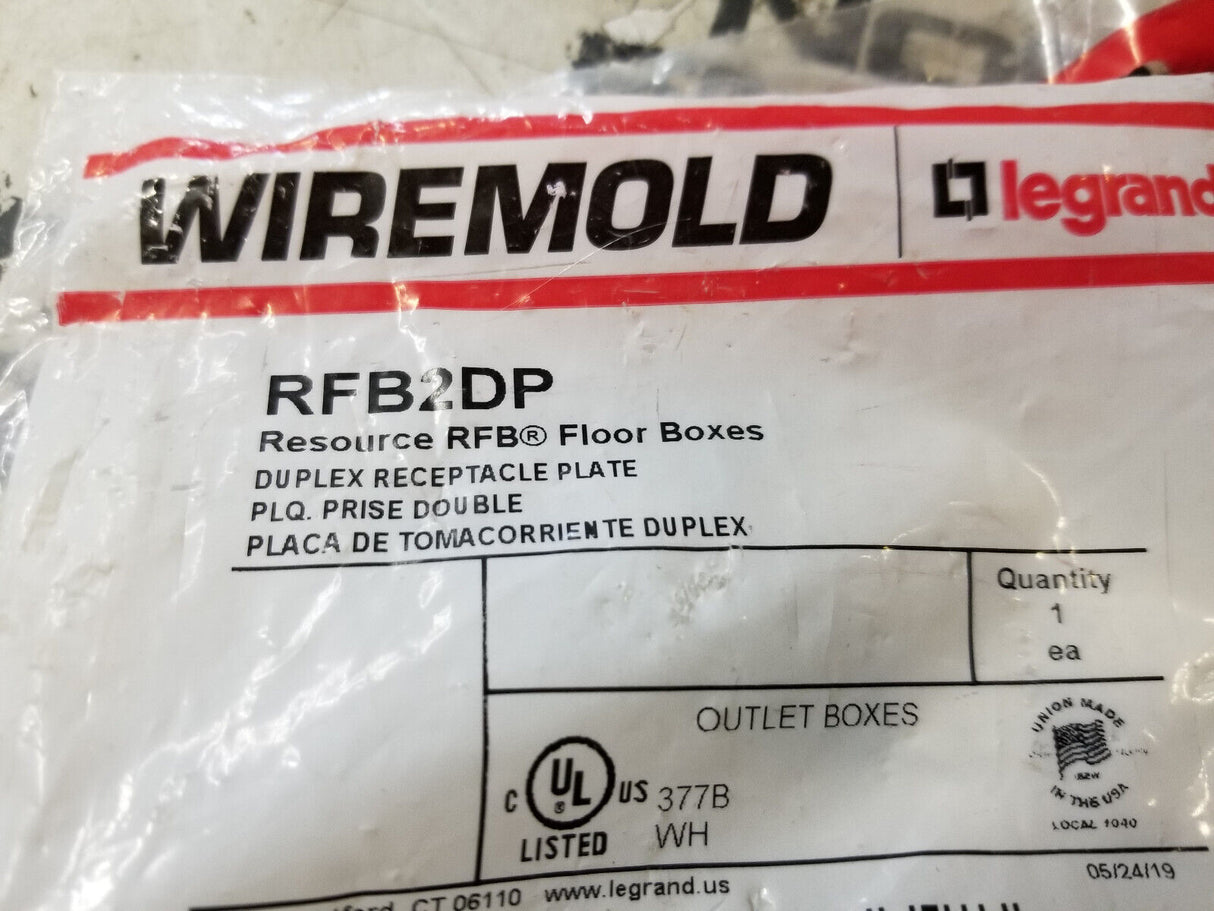 WIREMOLD legrand
RFB2DP
Resource RFB® Floor Boxes
DUPLEX RECEPTACLE PLATE
PLQ. PRISE DOUBLE
PLACA DE TOMACORRIENTE DUPLEX
Quantity
1
ea
OUTLET BOXES
UNION MADE
IN THE USA
LOCAL 1040
C UL® US
LISTED
377B
WH
05/24/19
CT 06110 www.legrand.us